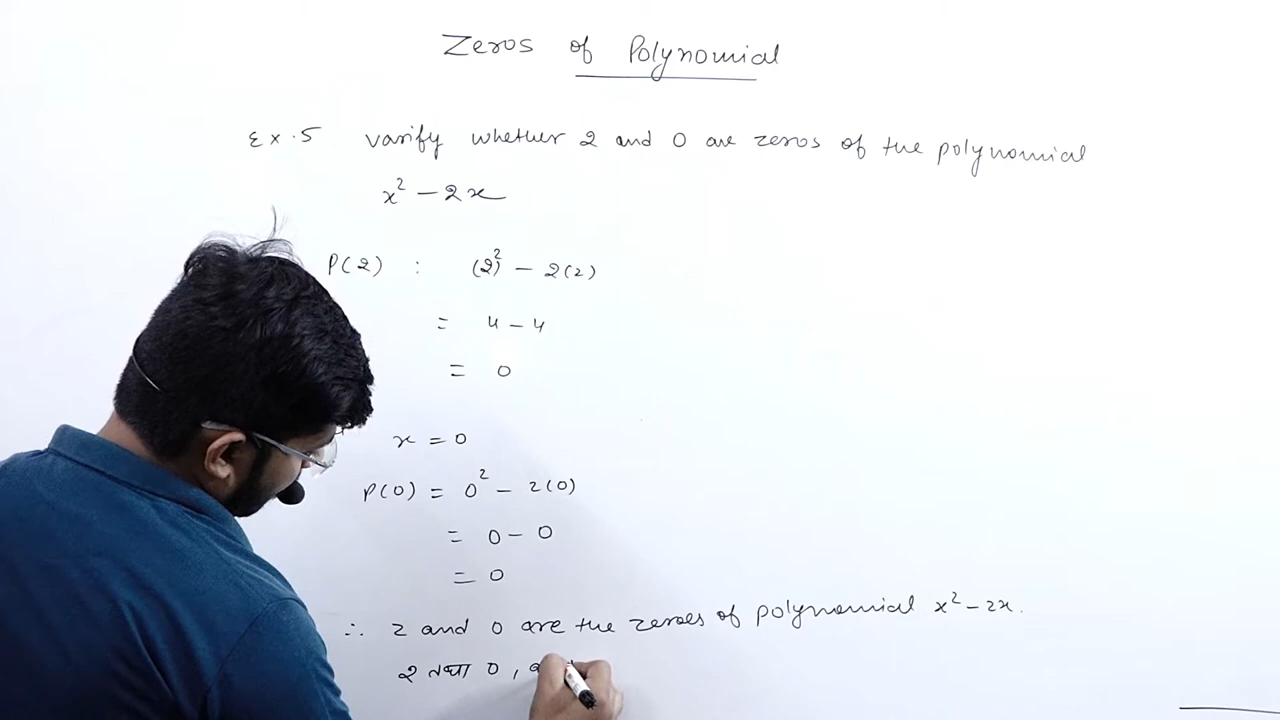 Zeros of Polynomial
Ex.5 varify whether 2 and 0 are zeros of the polynomial
x² – 2x
P(2) : (2)² – 2(2)
= 4 – 4
= 0
x = 0
P(0) = 0² – 2(0)
= 0 – 0
= 0
∴ 2 and 0 are the zeroes of polynomial x² – 2x.
2 तथा 0 ,